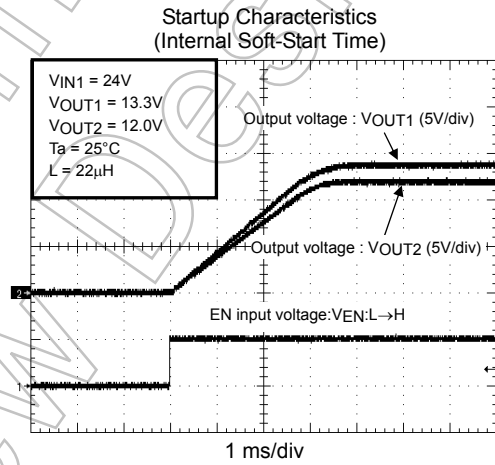 Startup Characteristics
(Internal Soft-Start Time)
VIN1 = 24V
VOUT1 = 13.3V
VOUT2 = 12.0V
Ta = 25°C
L = 22μH
Output voltage : VOUT1 (5V/div)
Output voltage : VOUT2 (5V/div)
2
EN input voltage:VEN:L→H
1
1 ms/div